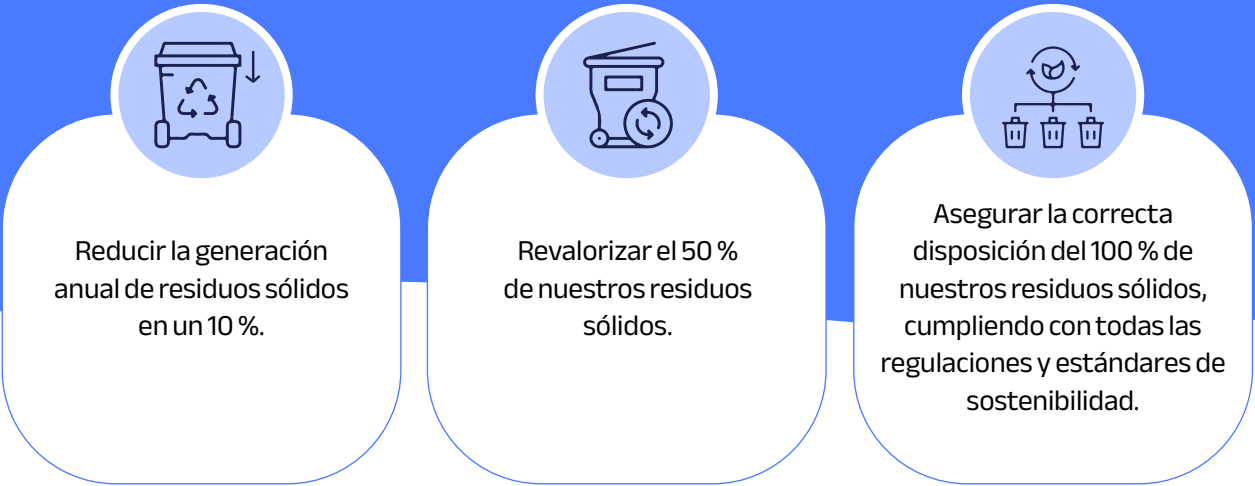 Reducir la generación
anual de residuos sólidos
en un 10 %.
Revalorizar el 50 %
de nuestros residuos
sólidos.
Asegurar la correcta
disposición del 100 % de
nuestros residuos sólidos,
cumpliendo con todas las
regulaciones y estándares de
sostenibilidad.